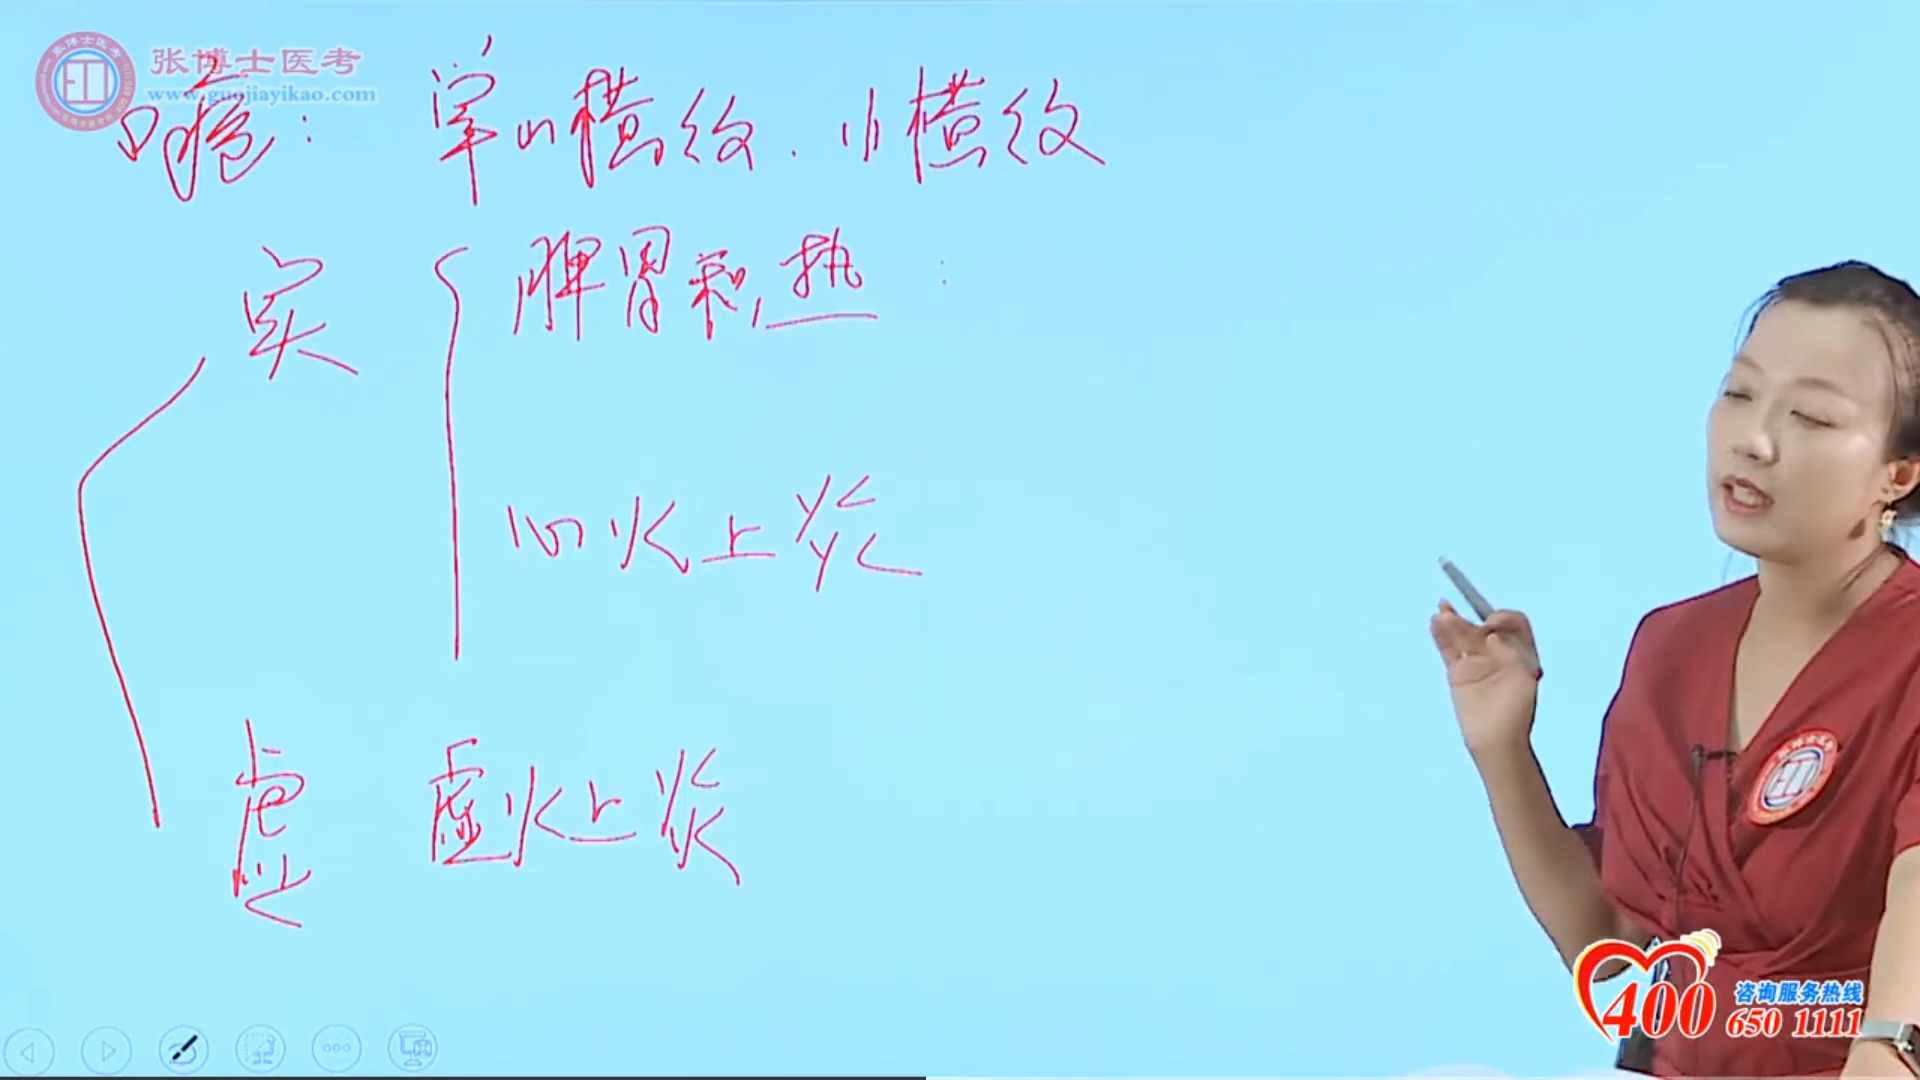 张博士医考
www.guojiayikao.com
口疮：掌小横纹．小横纹
实
脾胃积热：
心火上炎
虚
虚火上炎
咨询服务热线
400 650 1111